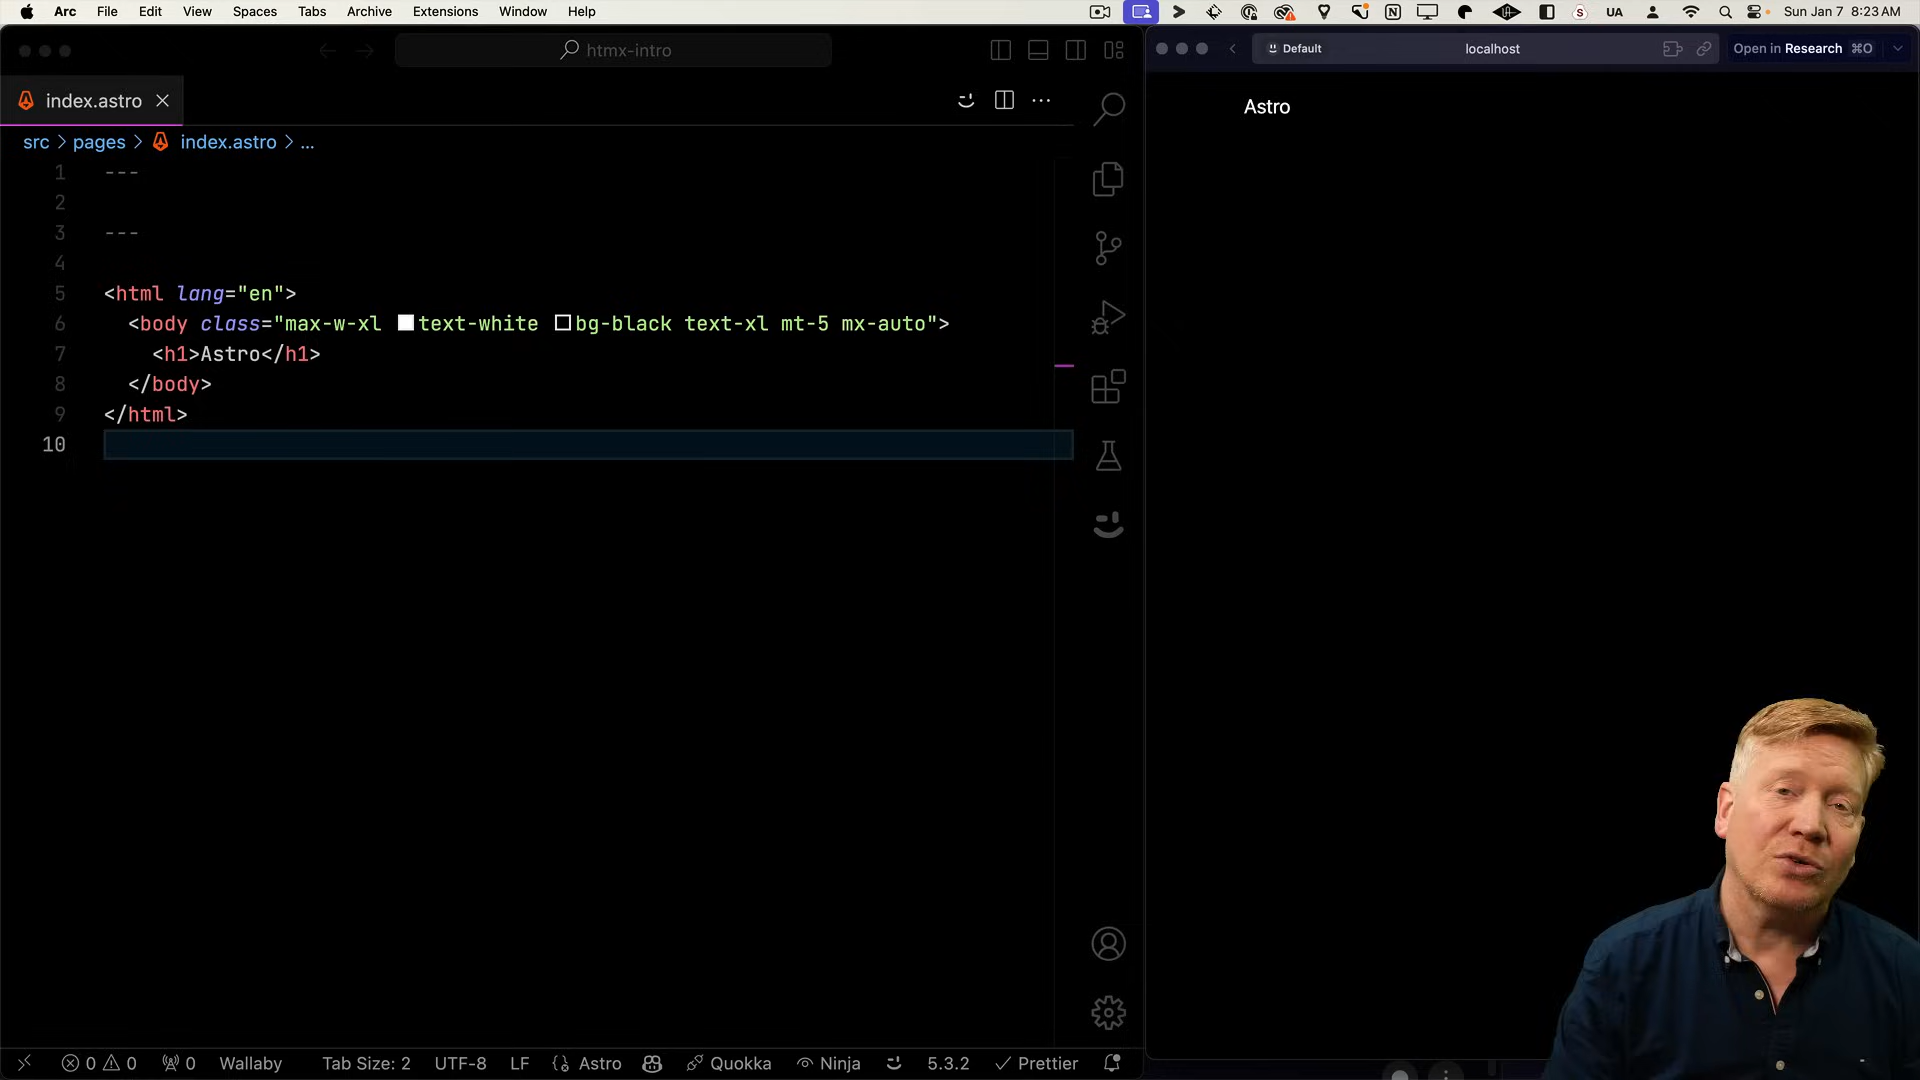 Arc File Edit View Spaces Tabs Archive Extensions Window Help
UA
Sun Jan 7 8:23 AM
htmx-intro
Default
localhost
Open in Research ⌘O
index.astro
src > pages > index.astro > ...
Astro
1 ---
2
3 ---
4
5 <html lang="en">
6 <body class="max-w-xl text-white bg-black text-xl mt-5 mx-auto">
7 <h1>Astro</h1>
8 </body>
9 </html>
10
0 0 0 Wallaby Tab Size: 2 UTF-8 LF {} Astro Quokka Ninja 5.3.2 Prettier